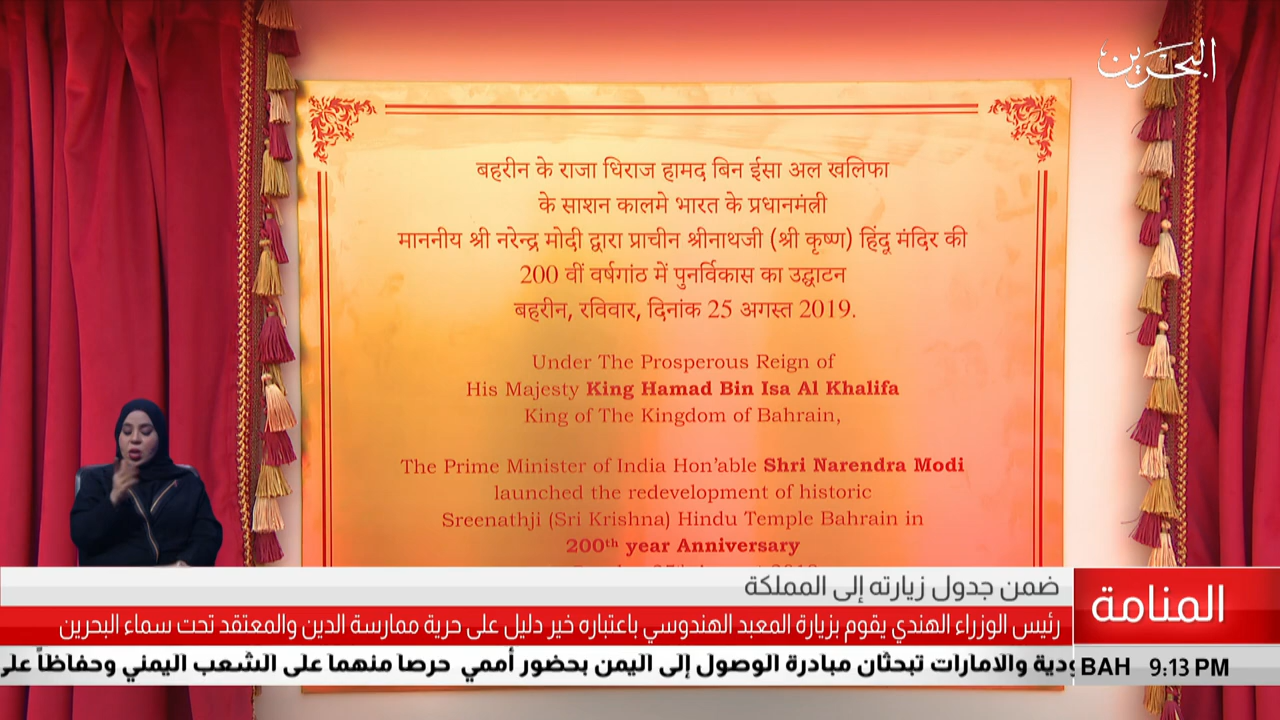 البحرين
बहरीन के राजा धिराज हामद बिन ईसा अल खलिफा
के साशन कालमे भारत के प्रधानमंत्री
माननीय श्री नरेन्द्र मोदी द्वारा प्राचीन श्रीनाथजी (श्री कृष्ण) हिंदू मंदिर की
200 वीं वर्षगांठ में पुनर्विकास का उद्घाटन
बहरीन, रविवार, दिनांक 25 अगस्त 2019.
Under The Prosperous Reign of
His Majesty King Hamad Bin Isa Al Khalifa
King of The Kingdom of Bahrain,
The Prime Minister of India Hon'able Shri Narendra Modi
launched the redevelopment of historic
Sreenathji (Sri Krishna) Hindu Temple Bahrain in
200th year Anniversary
ضمن جدول زيارته إلى المملكة
المنامة
رئيس الوزراء الهندي يقوم بزيارة المعبد الهندوسي باعتباره خير دليل على حرية ممارسة الدين والمعتقد تحت سماء البحرين
ودية والامارات تبحثان مبادرة الوصول إلى اليمن بحضور أممي حرصا منهما على الشعب اليمني وحفاظاً على
BAH 9:13 PM